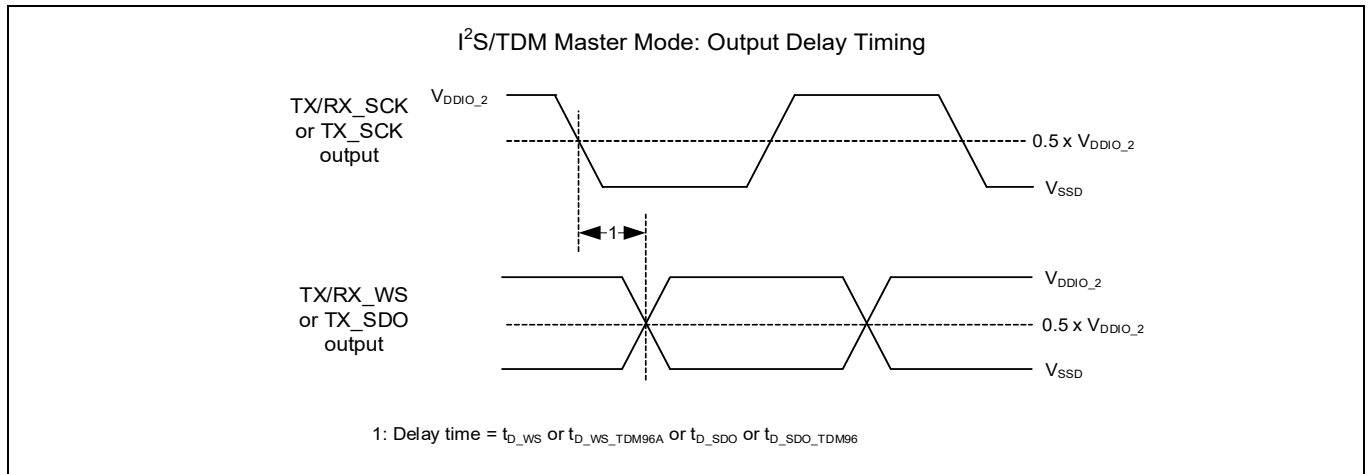 I²S/TDM Master Mode: Output Delay Timing
TX/RX_SCK
or TX_SCK
output
VDDIO_2
0.5 x VDDIO_2
VSSD
1
TX/RX_WS
or TX_SDO
output
VDDIO_2
0.5 x VDDIO_2
VSSD
1: Delay time = tD_WS or tD_WS_TDM96A or tD_SDO or tD_SDO_TDM96